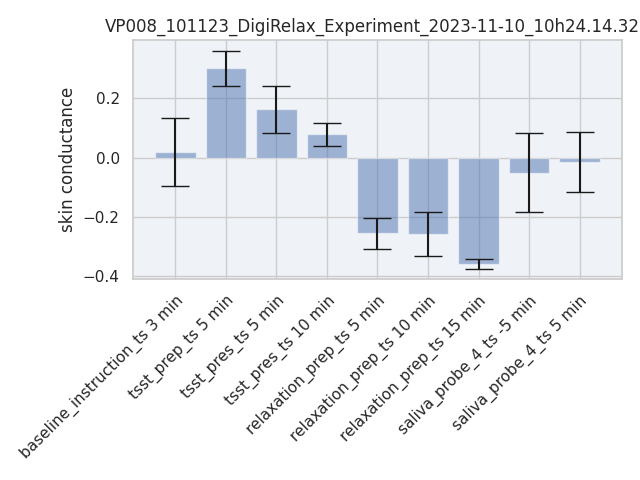 VP008_101123_DigiRelax_Experiment_2023-11-10_10h24.14.32
skin conductance
0.2
0.0
−0.2
−0.4
baseline_instruction_ts 3 min
tsst_prep_ts 5 min
tsst_pres_ts 5 min
tsst_pres_ts 10 min
relaxation_prep_ts 5 min
relaxation_prep_ts 10 min
relaxation_prep_ts 15 min
saliva_probe_4_ts -5 min
saliva_probe_4_ts 5 min